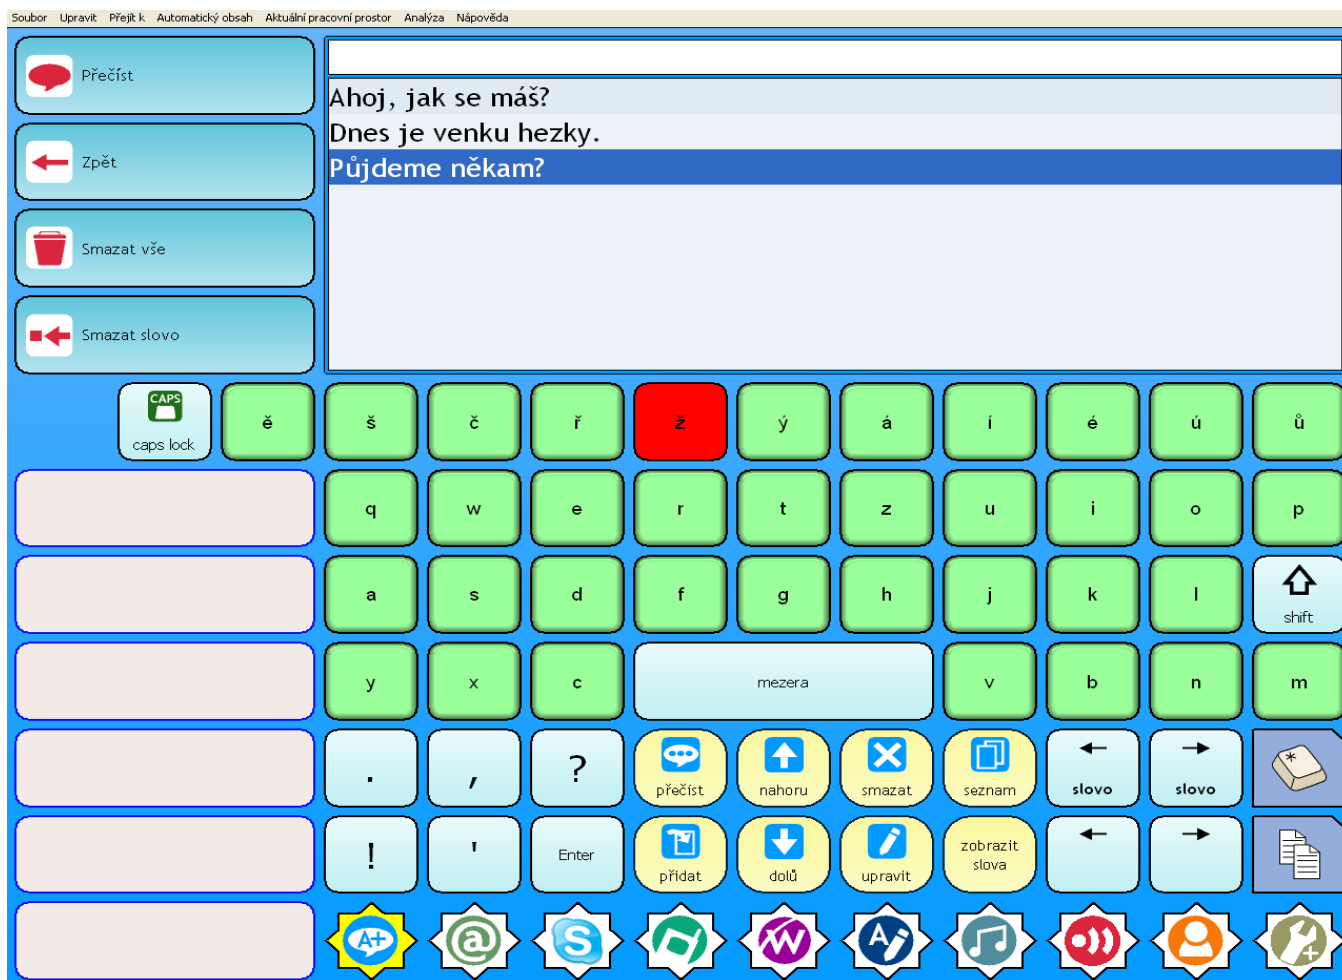 Soubor Upravit Přejít k Automatický obsah Aktuální pracovní prostor Analýza Nápověda
Přečíst
Zpět
Smazat vše
Smazat slovo
Ahoj, jak se máš?
Dnes je venku hezky.
Půjdeme někam?
CAPS
caps lock ě š č ř ž ý á í é ú ů
q w e r t z u i o p
a s d f g h j k l shift
y x c mezera v b n m
. , ? přečíst nahoru smazat seznam slovo slovo *
! ' Enter přidat dolů upravit zobrazit slova
A+ @ S A